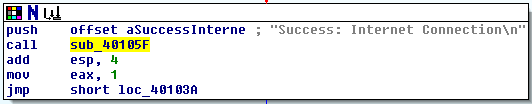 N
push offset aSuccessInterne ; "Success: Internet Connection\n"
call sub_40105F
add esp, 4
mov eax, 1
jmp short loc_40103A